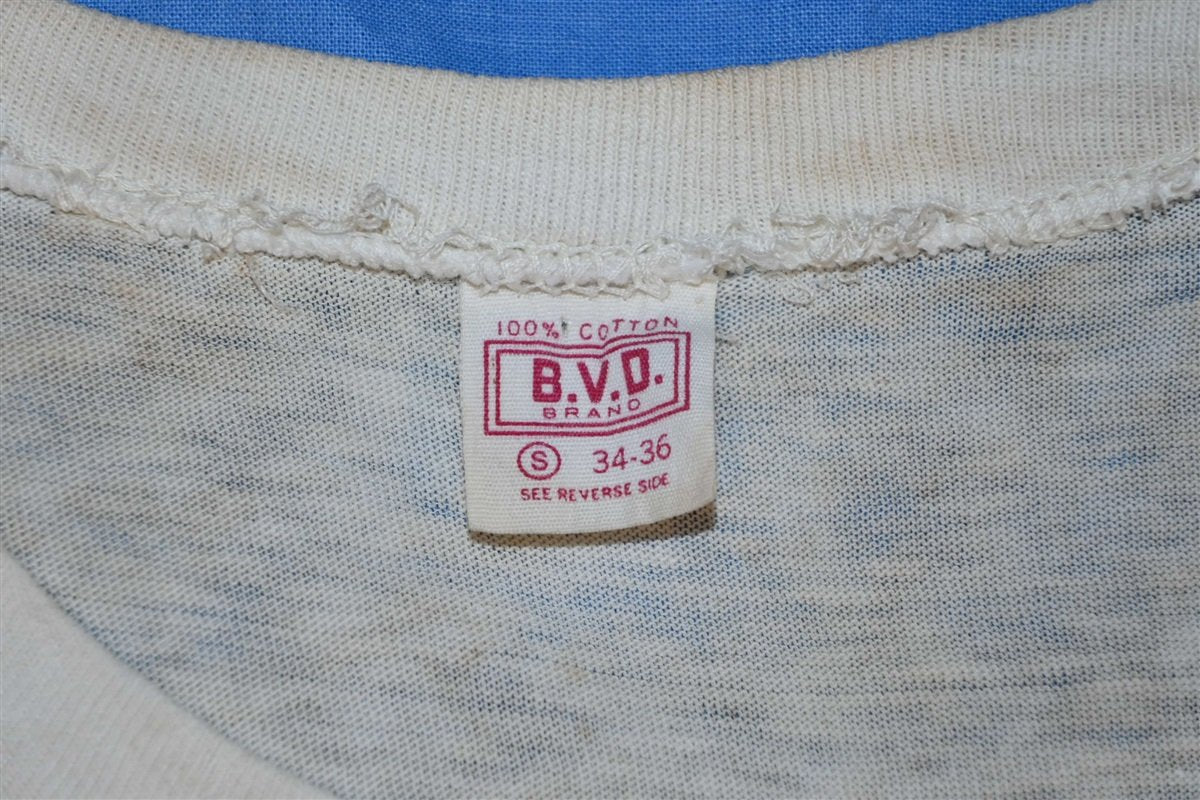 100% COTTON
B.V.D.
BRAND
S 34-36
SEE REVERSE SIDE